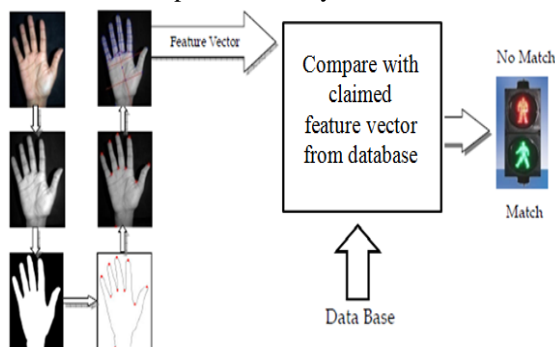 Feature Vector
Compare with
claimed
feature vector
from database
No Match
Match
Data Base